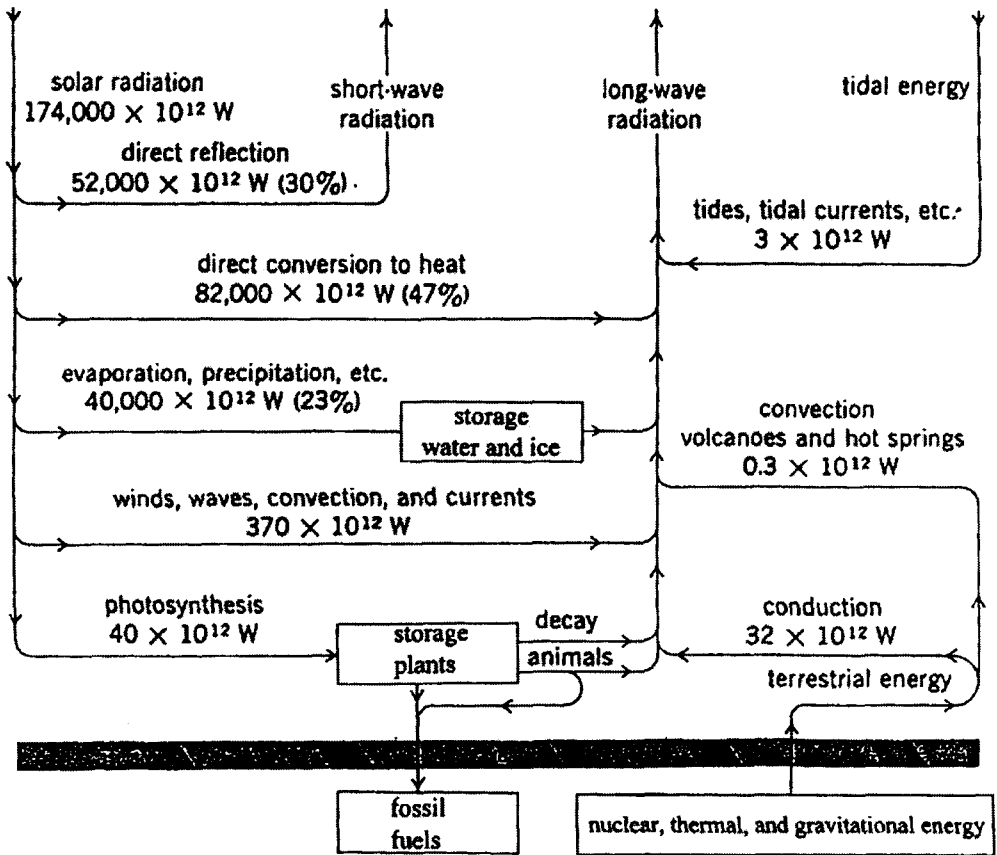 solar radiation
174,000 × 10¹² W
short-wave
radiation
long-wave
radiation
tidal energy
direct reflection
52,000 × 10¹² W (30%)
tides, tidal currents, etc.
3 × 10¹² W
direct conversion to heat
82,000 × 10¹² W (47%)
evaporation, precipitation, etc.
40,000 × 10¹² W (23%)
storage
water and ice
convection
volcanoes and hot springs
0.3 × 10¹² W
winds, waves, convection, and currents
370 × 10¹² W
photosynthesis
40 × 10¹² W
storage
plants
decay
animals
conduction
32 × 10¹² W
terrestrial energy
fossil
fuels
nuclear, thermal, and gravitational energy